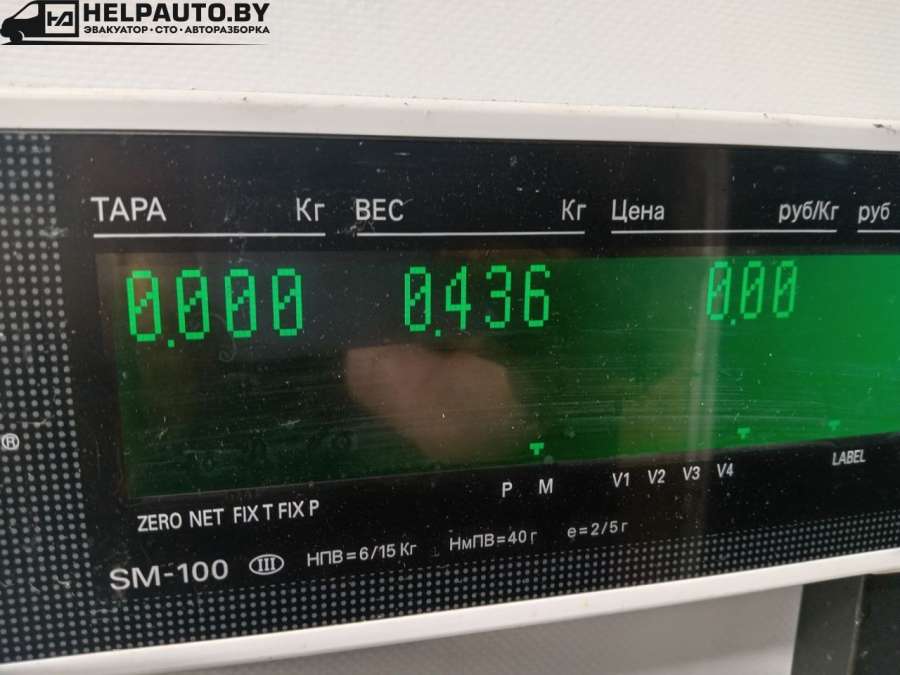 HELPAUTO.BY
ЭВАКУАТОР • СТО • АВТОРАЗБОРКА
ТАРА Кг ВЕС Кг Цена руб/Кг руб
0.000 0.436 0.00
®
P M V1 V2 V3 V4 LABEL
ZERO NET FIX T FIX P
SM-100 III НПВ=6/15 Кг НмПВ=40 г е=2/5 г